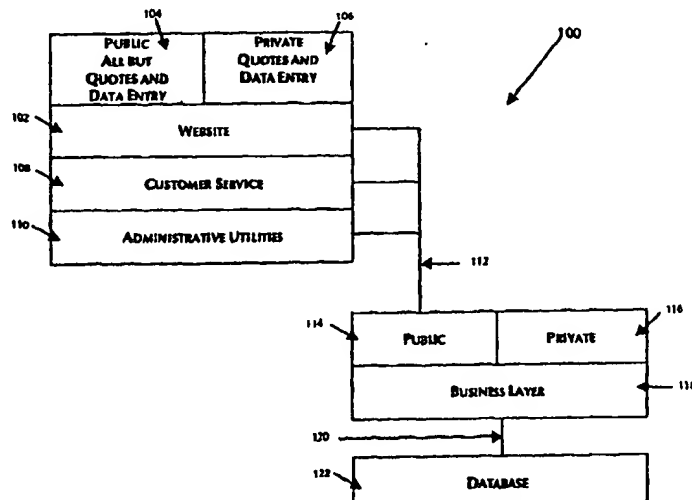 104
106
100
PUBLIC
ALL BUT
QUOTES AND
DATA ENTRY
PRIVATE
QUOTES AND
DATA ENTRY
102
WEBSITE
108
CUSTOMER SERVICE
110
ADMINISTRATIVE UTILITIES
112
114
116
PUBLIC
PRIVATE
BUSINESS LAYER
120
122
DATABASE